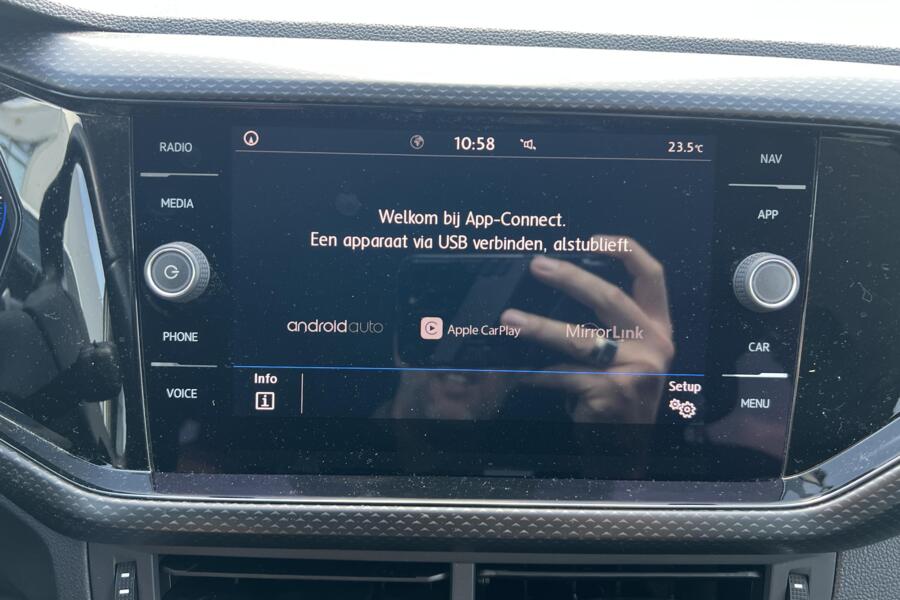 RADIO
MEDIA
PHONE
VOICE
10:58
23.5°C
Welkom bij App-Connect.
Een apparaat via USB verbinden, alstublieft.
androidauto
Apple CarPlay
MirrorLink
Info
Setup
NAV
APP
CAR
MENU